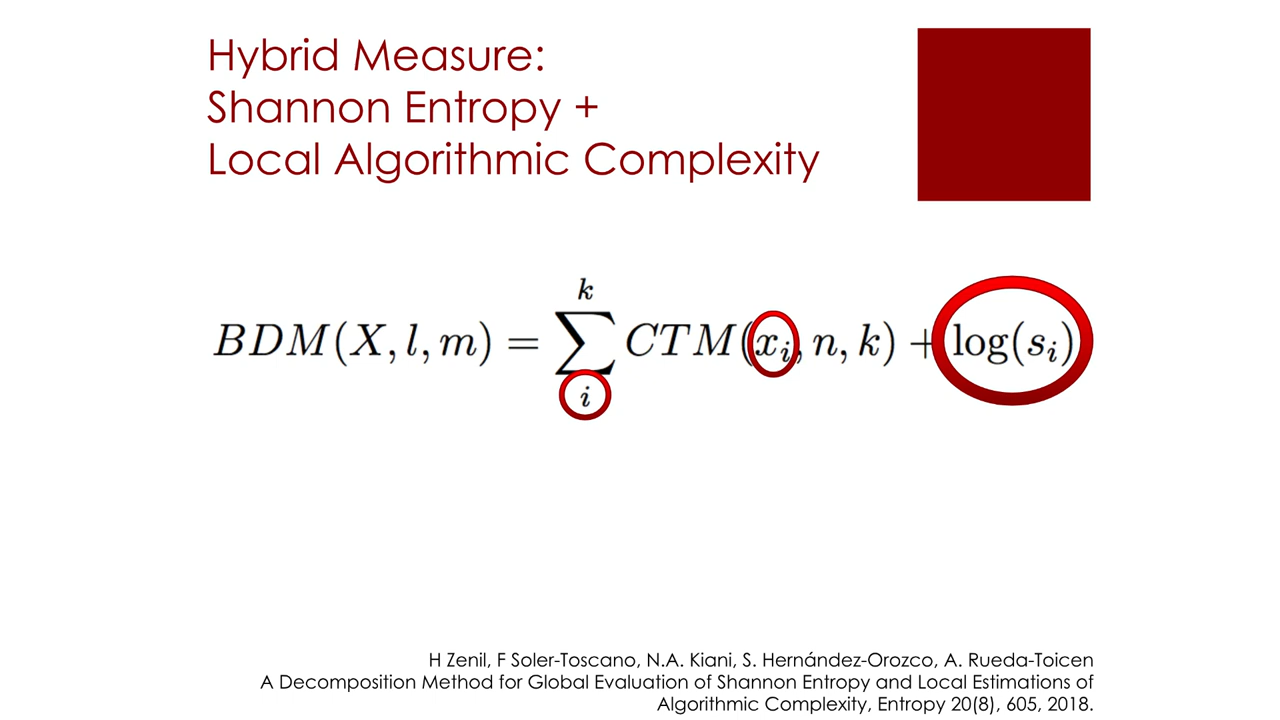 Hybrid Measure:
Shannon Entropy +
Local Algorithmic Complexity
BDM(X, l, m) = ∑_i^k CTM(x_i, n, k) + log(s_i)
H Zenil, F Soler-Toscano, N.A. Kiani, S. Hernández-Orozco, A. Rueda-Toicen
A Decomposition Method for Global Evaluation of Shannon Entropy and Local Estimations of
Algorithmic Complexity, Entropy 20(8), 605, 2018.